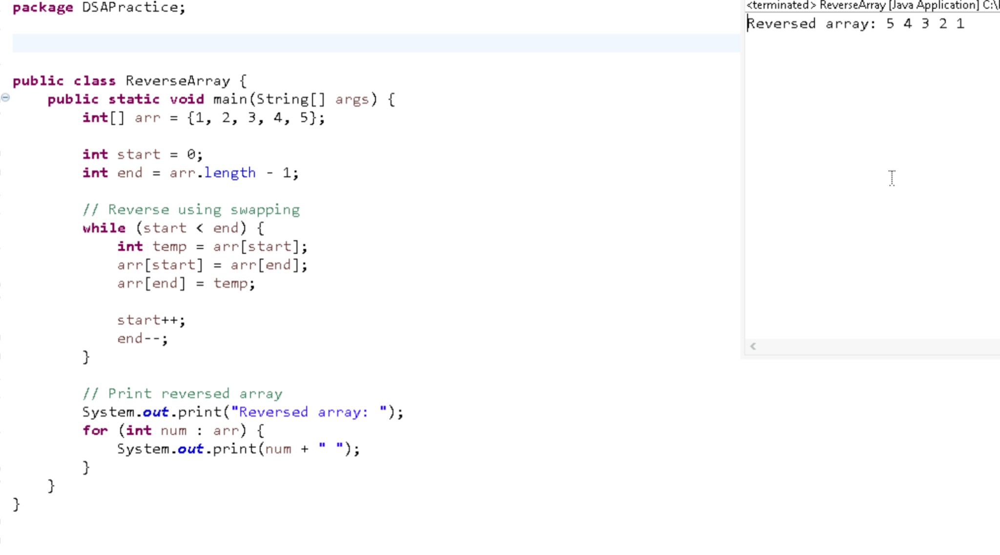 package DSAPractice;
public class ReverseArray {
    public static void main(String[] args) {
        int[] arr = {1, 2, 3, 4, 5};
        int start = 0;
        int end = arr.length - 1;
        // Reverse using swapping
        while (start < end) {
            int temp = arr[start];
            arr[start] = arr[end];
            arr[end] = temp;
            start++;
            end--;
        }
        // Print reversed array
        System.out.print("Reversed array: ");
        for (int num : arr) {
            System.out.print(num + " ");
        }
    }
}
<terminated> ReverseArray [Java Application] C:\
Reversed array: 5 4 3 2 1